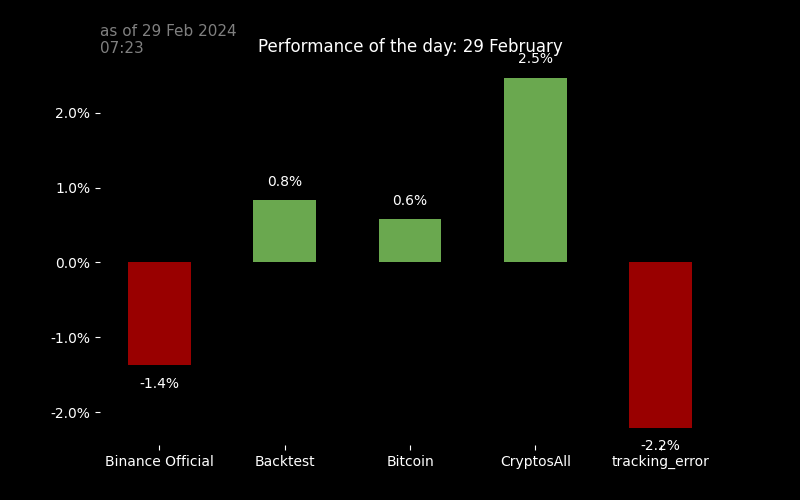 as of 29 Feb 2024
07:23
Performance of the day: 29 February
2.5%
2.0%
1.0%
0.8%
0.6%
0.0%
-1.0%
-1.4%
-2.0%
-2.2%
Binance Official
Backtest
Bitcoin
CryptosAll
tracking_error